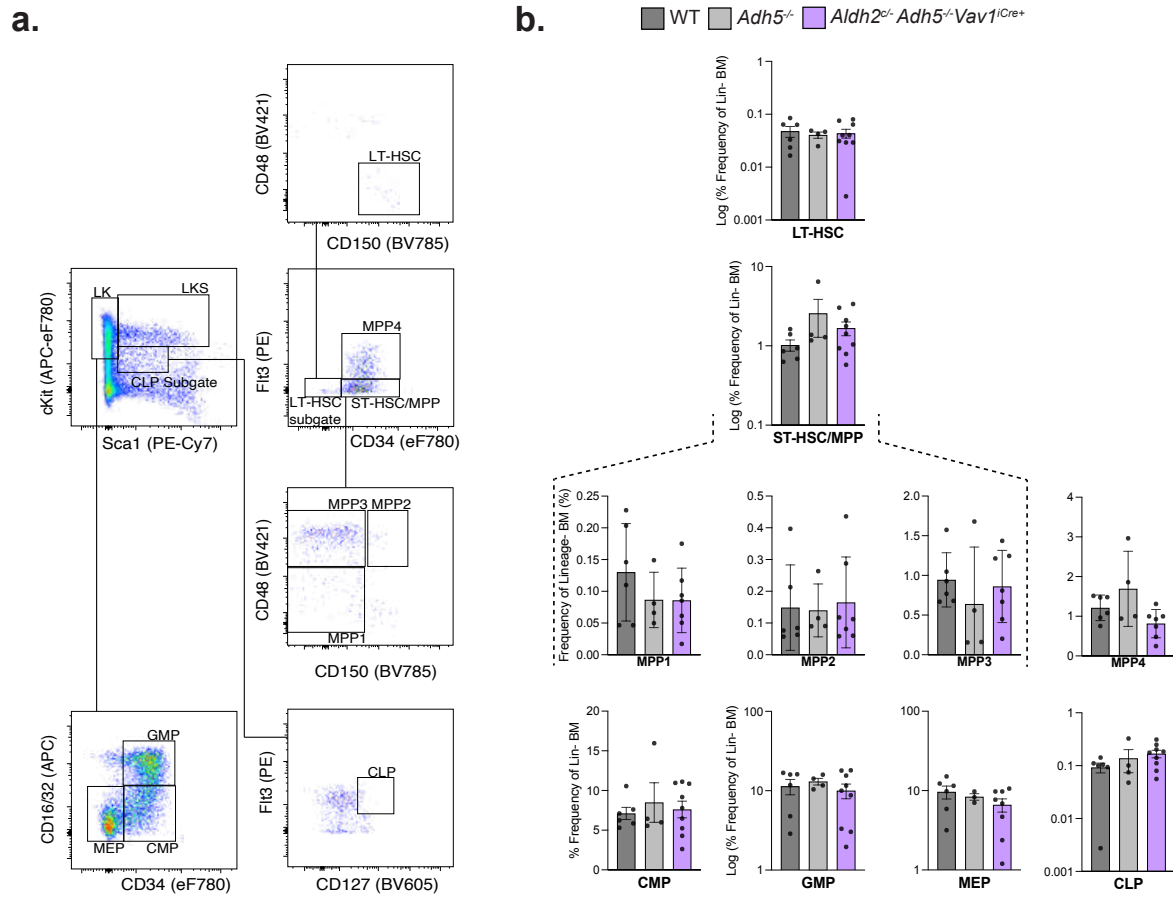 a.
CD48 (BV421)
LT-HSC
CD150 (BV785)
cKit (APC-eF780)
LK
LKS
CLP Subgate
Sca1 (PE-Cy7)
Flt3 (PE)
MPP4
LT-HSC
subgate
ST-HSC/MPP
CD34 (eF780)
CD48 (BV421)
MPP3 MPP2
MPP1
CD150 (BV785)
CD16/32 (APC)
GMP
MEP
CMP
CD34 (eF780)
Flt3 (PE)
CLP
CD127 (BV605)
b.
WT Adh5-/- Aldh2c/- Adh5-/-Vav1iCre+
Log (% Frequency of Lin- BM)
1
0.1
0.01
0.001
LT-HSC
Log (% Frequency of Lin- BM)
10
1
0.1
ST-HSC/MPP
Frequency of Lineage- BM (%)
0.25
0.20
0.15
0.10
0.05
0.00
MPP1
0.5
0.4
0.3
0.2
0.1
0.0
MPP2
2.0
1.5
1.0
0.5
0.0
MPP3
4
3
2
1
0
MPP4
% Frequency of Lin- BM
20
15
10
5
0
CMP
Log (% Frequency of Lin- BM)
100
10
1
GMP
100
10
1
MEP
1
0.1
0.01
0.001
CLP